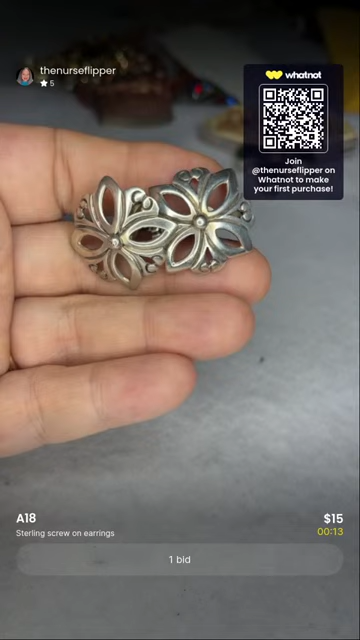 thenurseflipper
★ 5
whatnot
Join
@thenurseflipper on
Whatnot to make
your first purchase!
A18
$15
Sterling screw on earrings
00:13
1 bid